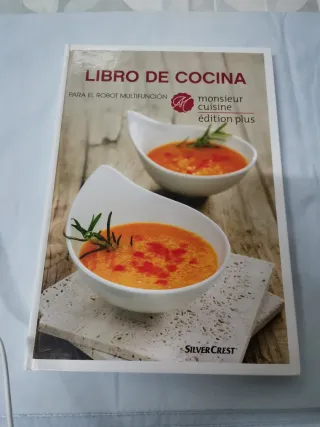 LIBRO DE COCINA
PARA EL ROBOT MULTIFUNCIÓN
monsieur
cuisine
édition plus
SILVERCREST